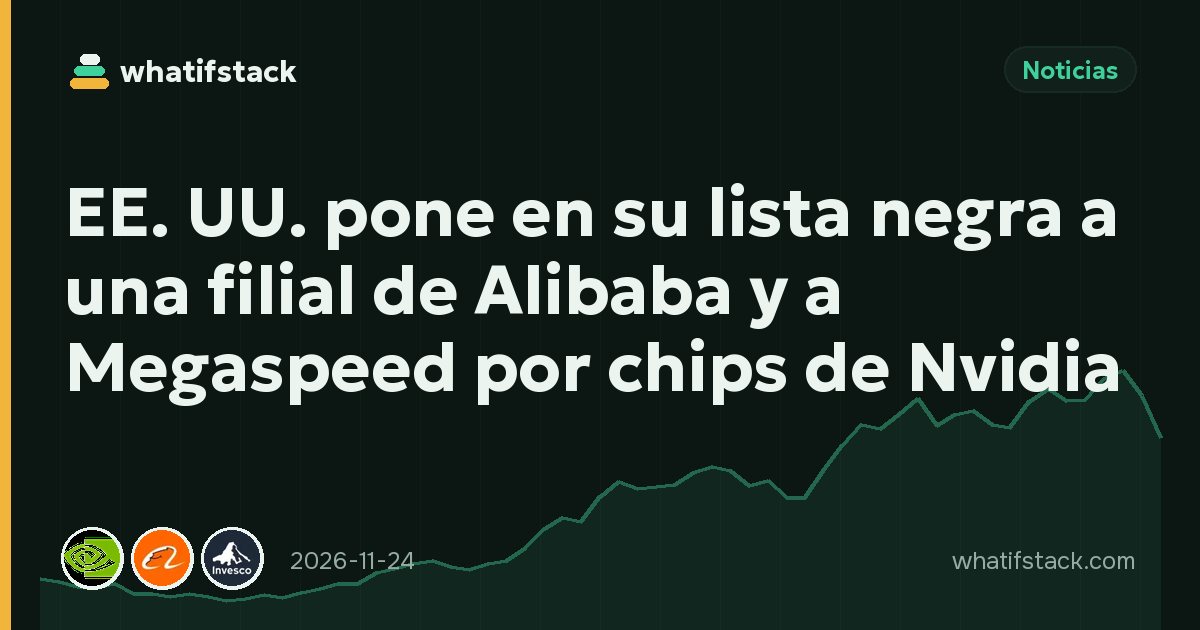 whatifstack
Noticias
EE. UU. pone en su lista negra a
una filial de Alibaba y a
Megaspeed por chips de Nvidia
Invesco
2026-11-24
whatifstack.com